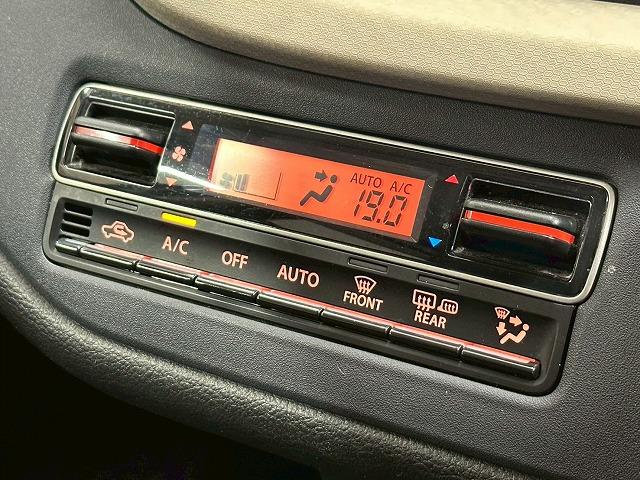 AUTO A/C
19.0
A/C
OFF
AUTO
FRONT
REAR